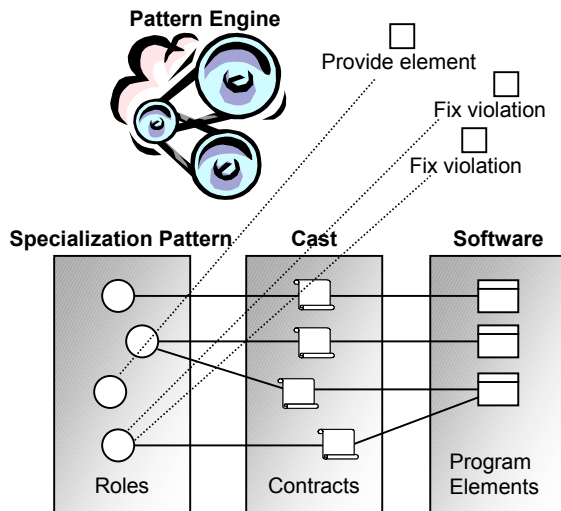 Pattern Engine
Provide element
Fix violation
Fix violation
Specialization Pattern
Cast
Software
Roles
Contracts
Program
Elements